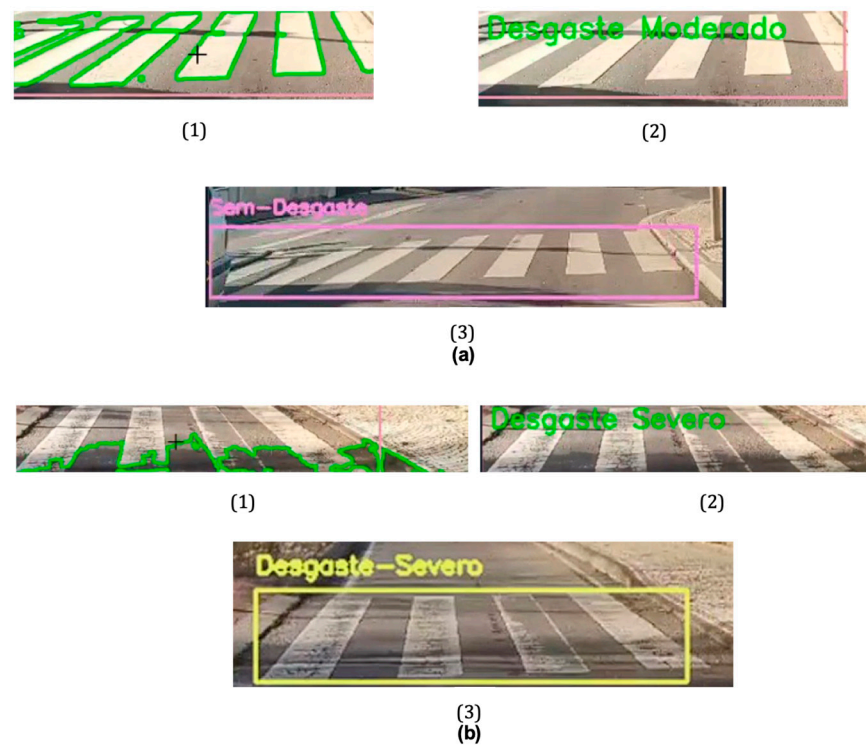 Desgaste Moderado
(1)
(2)
Sem-Desgaste
(3)
(a)
Desgaste Severo
(1)
(2)
Desgaste-Severo
(3)
(b)